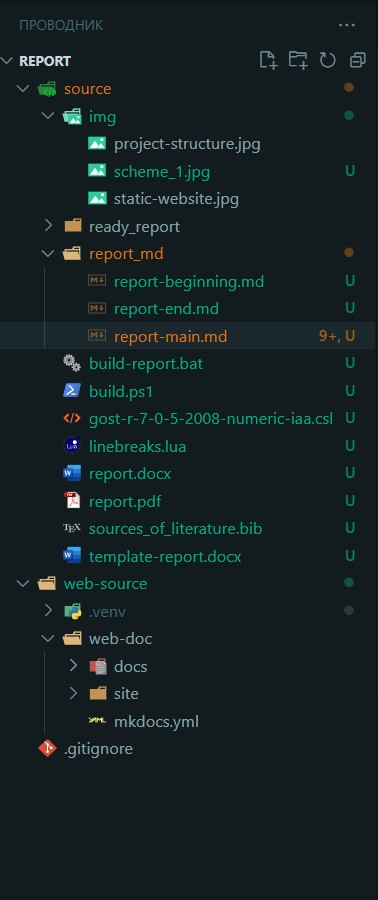 ПРОВОДНИК
REPORT
source
img
project-structure.jpg
scheme_1.jpg U
static-website.jpg
ready_report
report_md
report-beginning.md U
report-end.md U
report-main.md 9+, U
build-report.bat U
build.ps1 U
gost-r-7-0-5-2008-numeric-iaa.csl U
linebreaks.lua U
report.docx U
report.pdf U
sources_of_literature.bib U
template-report.docx U
web-source
.venv
web-doc
docs
site
mkdocs.yml
.gitignore